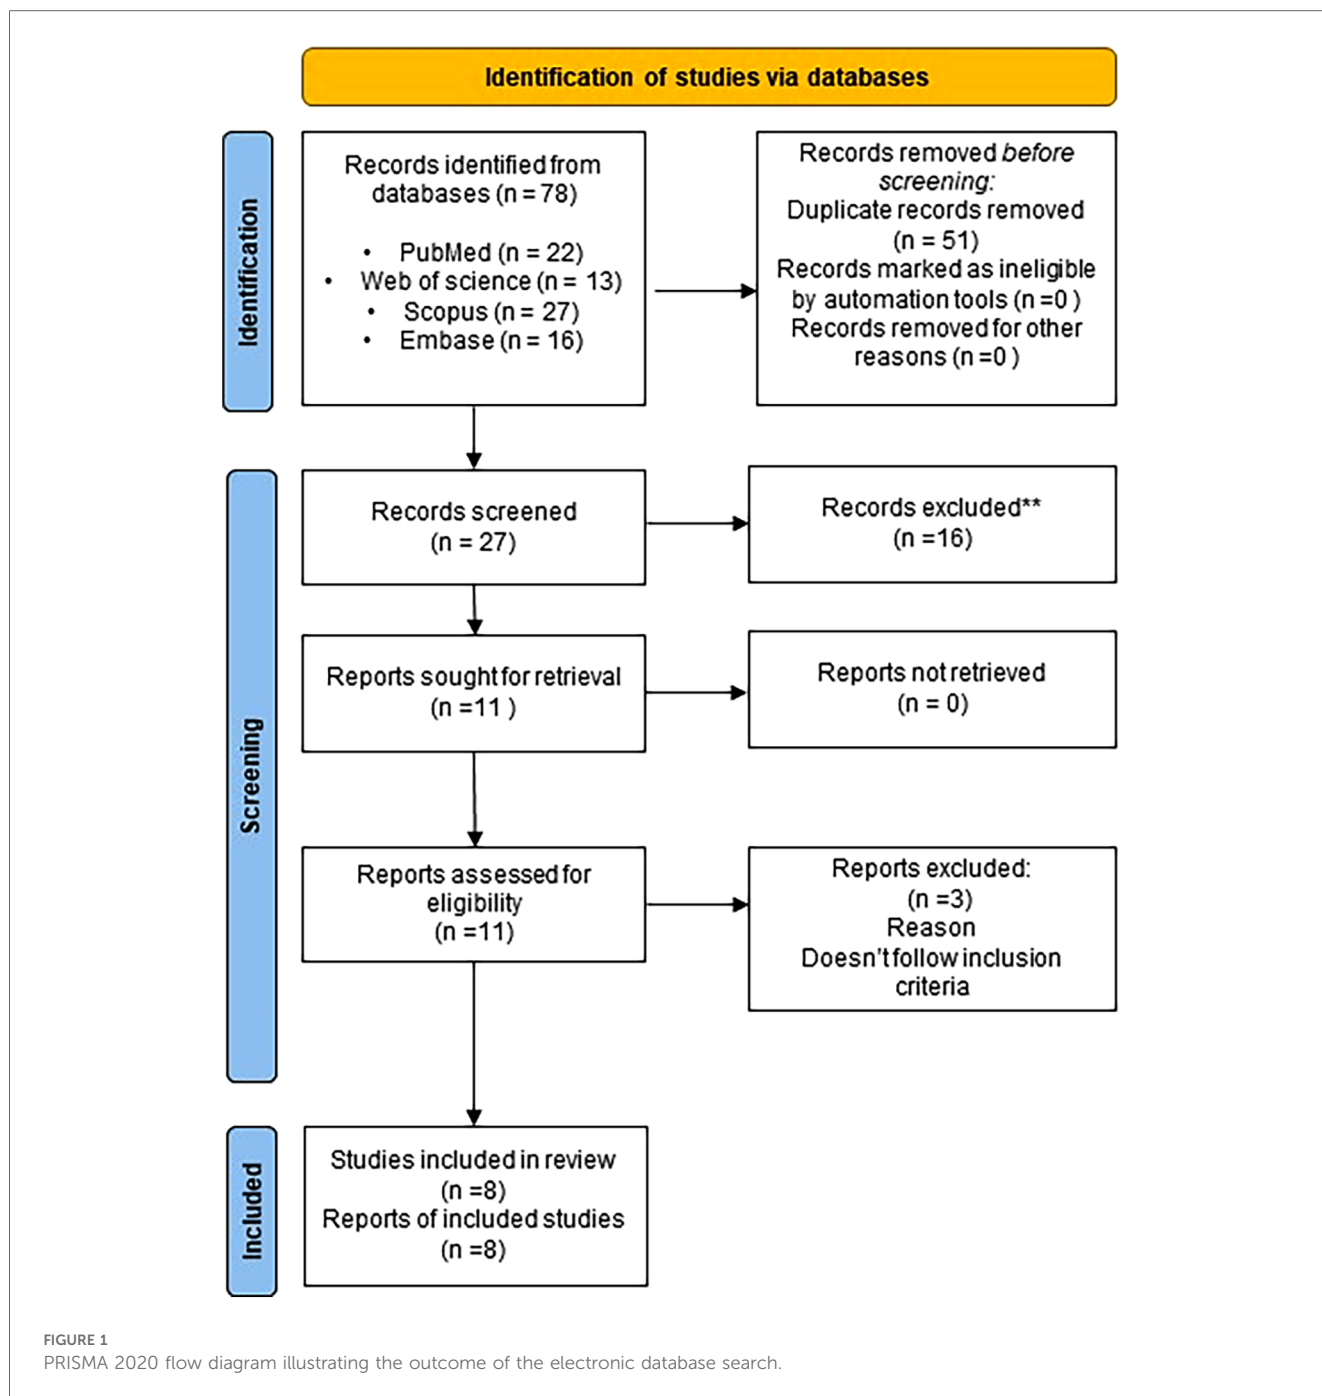 Identification of studies via databases
Identification
Records identified from
databases (n = 78)
• PubMed (n = 22)
• Web of science (n = 13)
• Scopus (n = 27)
• Embase (n = 16)
Records removed before
screening:
Duplicate records removed
(n = 51)
Records marked as ineligible
by automation tools (n =0 )
Records removed for other
reasons (n =0 )
Screening
Records screened
(n = 27)
Records excluded**
(n =16)
Reports sought for retrieval
(n =11 )
Reports not retrieved
(n = 0)
Reports assessed for
eligibility
(n =11)
Reports excluded:
(n =3)
Reason
Doesn't follow inclusion
criteria
Included
Studies included in review
(n =8)
Reports of included studies
(n =8)
FIGURE 1
PRISMA 2020 flow diagram illustrating the outcome of the electronic database search.